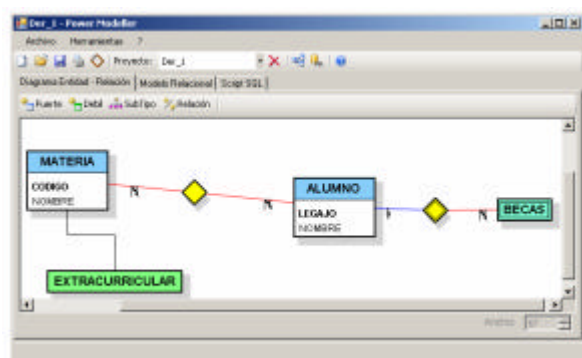 Der_1 - Power Modeller
Archivo Herramientas ?
Proyecto: Der_1
Diagrama Entidad - Relación Modelo Relacional Script SQL
Fuerte Debil SubTipo Relación
MATERIA
CODIGO
NOMBRE
N
N
ALUMNO
LEGAJO
NOMBRE
N
BECAS
EXTRACURRICULAR